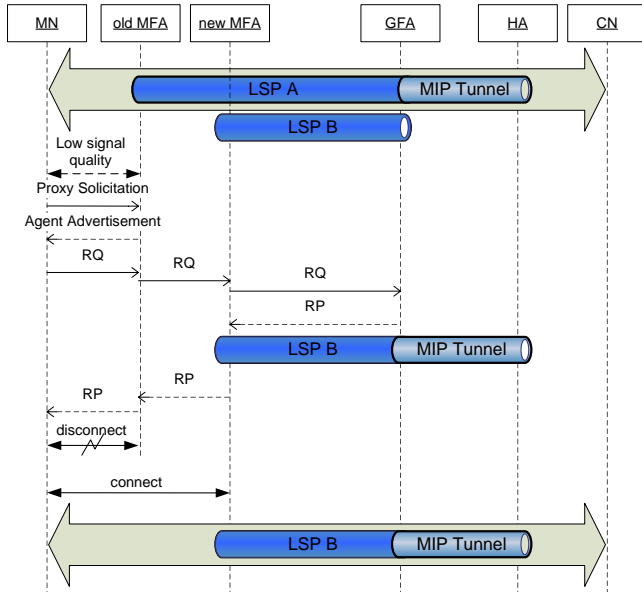 MN old MFA new MFA GFA HA CN
LSP A MIP Tunnel
LSP B
Low signal
quality
Proxy Solicitation
Agent Advertisement
RQ
RQ
RQ
RP
LSP B MIP Tunnel
RP
RP
disconnect
connect
LSP B MIP Tunnel